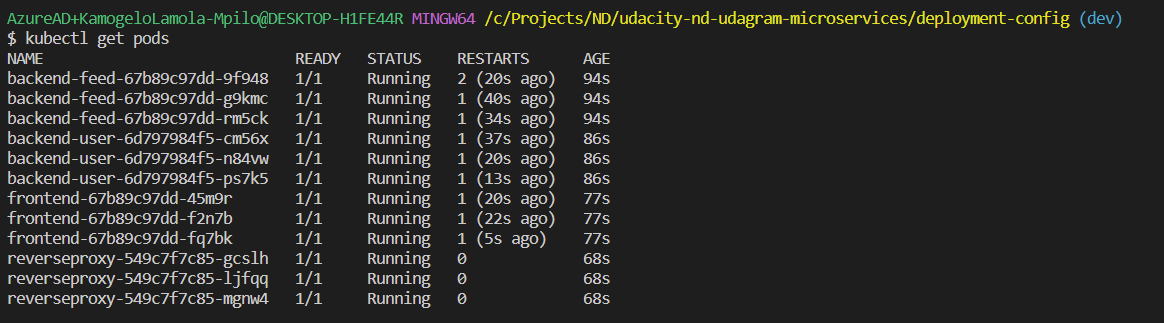 AzureAD+KamogeloLamola-Mpilo@DESKTOP-H1FE44R MINGW64 /c/Projects/ND/udacity-nd-udagram-microservices/deployment-config (dev)
$ kubectl get pods
NAME                            READY   STATUS    RESTARTS      AGE
backend-feed-67b89c97dd-9f948   1/1     Running   2 (20s ago)   94s
backend-feed-67b89c97dd-g9kmc   1/1     Running   1 (40s ago)   94s
backend-feed-67b89c97dd-rm5ck   1/1     Running   1 (34s ago)   94s
backend-user-6d797984f5-cm56x   1/1     Running   1 (37s ago)   86s
backend-user-6d797984f5-n84vw   1/1     Running   1 (20s ago)   86s
backend-user-6d797984f5-ps7k5   1/1     Running   1 (13s ago)   86s
frontend-67b89c97dd-45m9r       1/1     Running   1 (20s ago)   77s
frontend-67b89c97dd-f2n7b       1/1     Running   1 (22s ago)   77s
frontend-67b89c97dd-fq7bk       1/1     Running   1 (5s ago)    77s
reverseproxy-549c7f7c85-gcslh   1/1     Running   0             68s
reverseproxy-549c7f7c85-ljfqq   1/1     Running   0             68s
reverseproxy-549c7f7c85-mgnw4   1/1     Running   0             68s